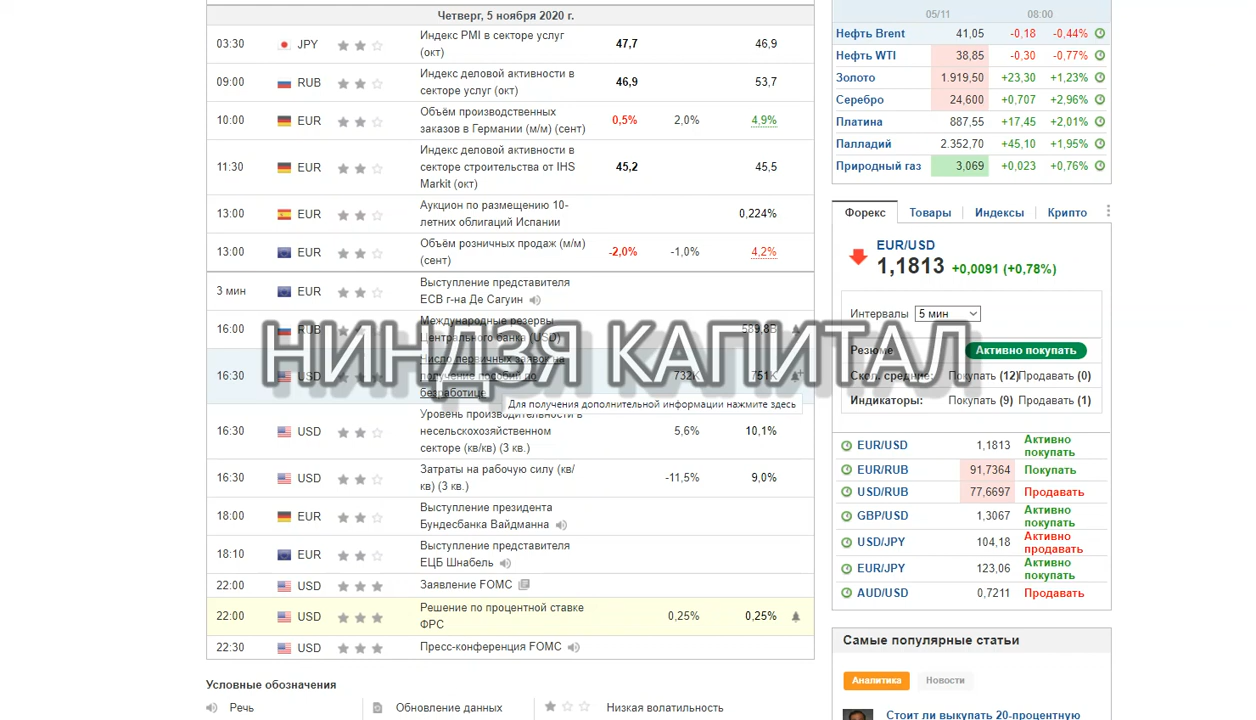 Четверг, 5 ноября 2020 г.
03:30 JPY Индекс PMI в секторе услуг (окт) 47,7 46,9
09:00 RUB Индекс деловой активности в секторе услуг (окт) 46,9 53,7
10:00 EUR Объём производственных заказов в Германии (м/м) (сент) 0,5% 2,0% 4,9%
11:30 EUR Индекс деловой активности в секторе строительства от IHS Markit (окт) 45,2 45,5
13:00 EUR Аукцион по размещению 10-летних облигаций Испании 0,224%
13:00 EUR Объём розничных продаж (м/м) (сент) -2,0% -1,0% 4,2%
3 мин EUR Выступление представителя ЕСВ г-на Де Сагуин
16:00 RUB Международные резервы Центрального банка (USD) 589,8B
16:30 USD Число первичных заявок на получение пособий по безработице 732K 751K
Для получения дополнительной информации нажмите здесь
16:30 USD Уровень производительности в несельскохозяйственном секторе (кв/кв) (3 кв.) 5,6% 10,1%
16:30 USD Затраты на рабочую силу (кв/кв) (3 кв.) -11,5% 9,0%
18:00 EUR Выступление президента Бундесбанка Вайдманна
18:10 EUR Выступление представителя ЕЦБ Шнабель
22:00 USD Заявление FOMC
22:00 USD Решение по процентной ставке ФРС 0,25% 0,25%
22:30 USD Пресс-конференция FOMC
НИНДЗЯ КАПИТАЛ
Условные обозначения
Речь Обновление данных Низкая волатильность
05/11 08:00
Нефть Brent 41,05 -0,18 -0,44%
Нефть WTI 38,85 -0,30 -0,77%
Золото 1.919,50 +23,30 +1,23%
Серебро 24,600 +0,707 +2,96%
Платина 887,55 +17,45 +2,01%
Палладий 2.352,70 +45,10 +1,95%
Природный газ 3,069 +0,023 +0,76%
Форекс Товары Индексы Крипто
EUR/USD
1,1813 +0,0091 (+0,78%)
Интервалы 5 мин
Резюме Активно покупать
Скол. средние: Покупать (12) Продавать (0)
Индикаторы: Покупать (9) Продавать (1)
EUR/USD 1,1813 Активно покупать
EUR/RUB 91,7364 Покупать
USD/RUB 77,6697 Продавать
GBP/USD 1,3067 Активно покупать
USD/JPY 104,18 Активно продавать
EUR/JPY 123,06 Активно покупать
AUD/USD 0,7211 Продавать
Самые популярные статьи
Аналитика Новости
Стоит ли выкупать 20-процентную